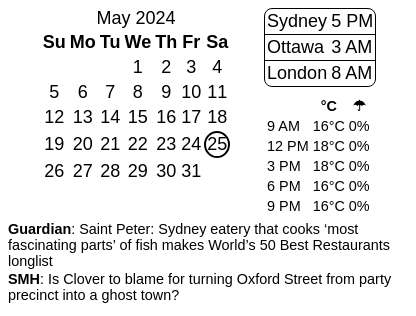 May 2024
Su Mo Tu We Th Fr Sa
1 2 3 4
5 6 7 8 9 10 11
12 13 14 15 16 17 18
19 20 21 22 23 24 25
26 27 28 29 30 31
Sydney 5 PM
Ottawa 3 AM
London 8 AM
°C ☂
9 AM 16°C 0%
12 PM 18°C 0%
3 PM 18°C 0%
6 PM 16°C 0%
9 PM 16°C 0%
Guardian: Saint Peter: Sydney eatery that cooks ‘most
fascinating parts’ of fish makes World’s 50 Best Restaurants
longlist
SMH: Is Clover to blame for turning Oxford Street from party
precinct into a ghost town?